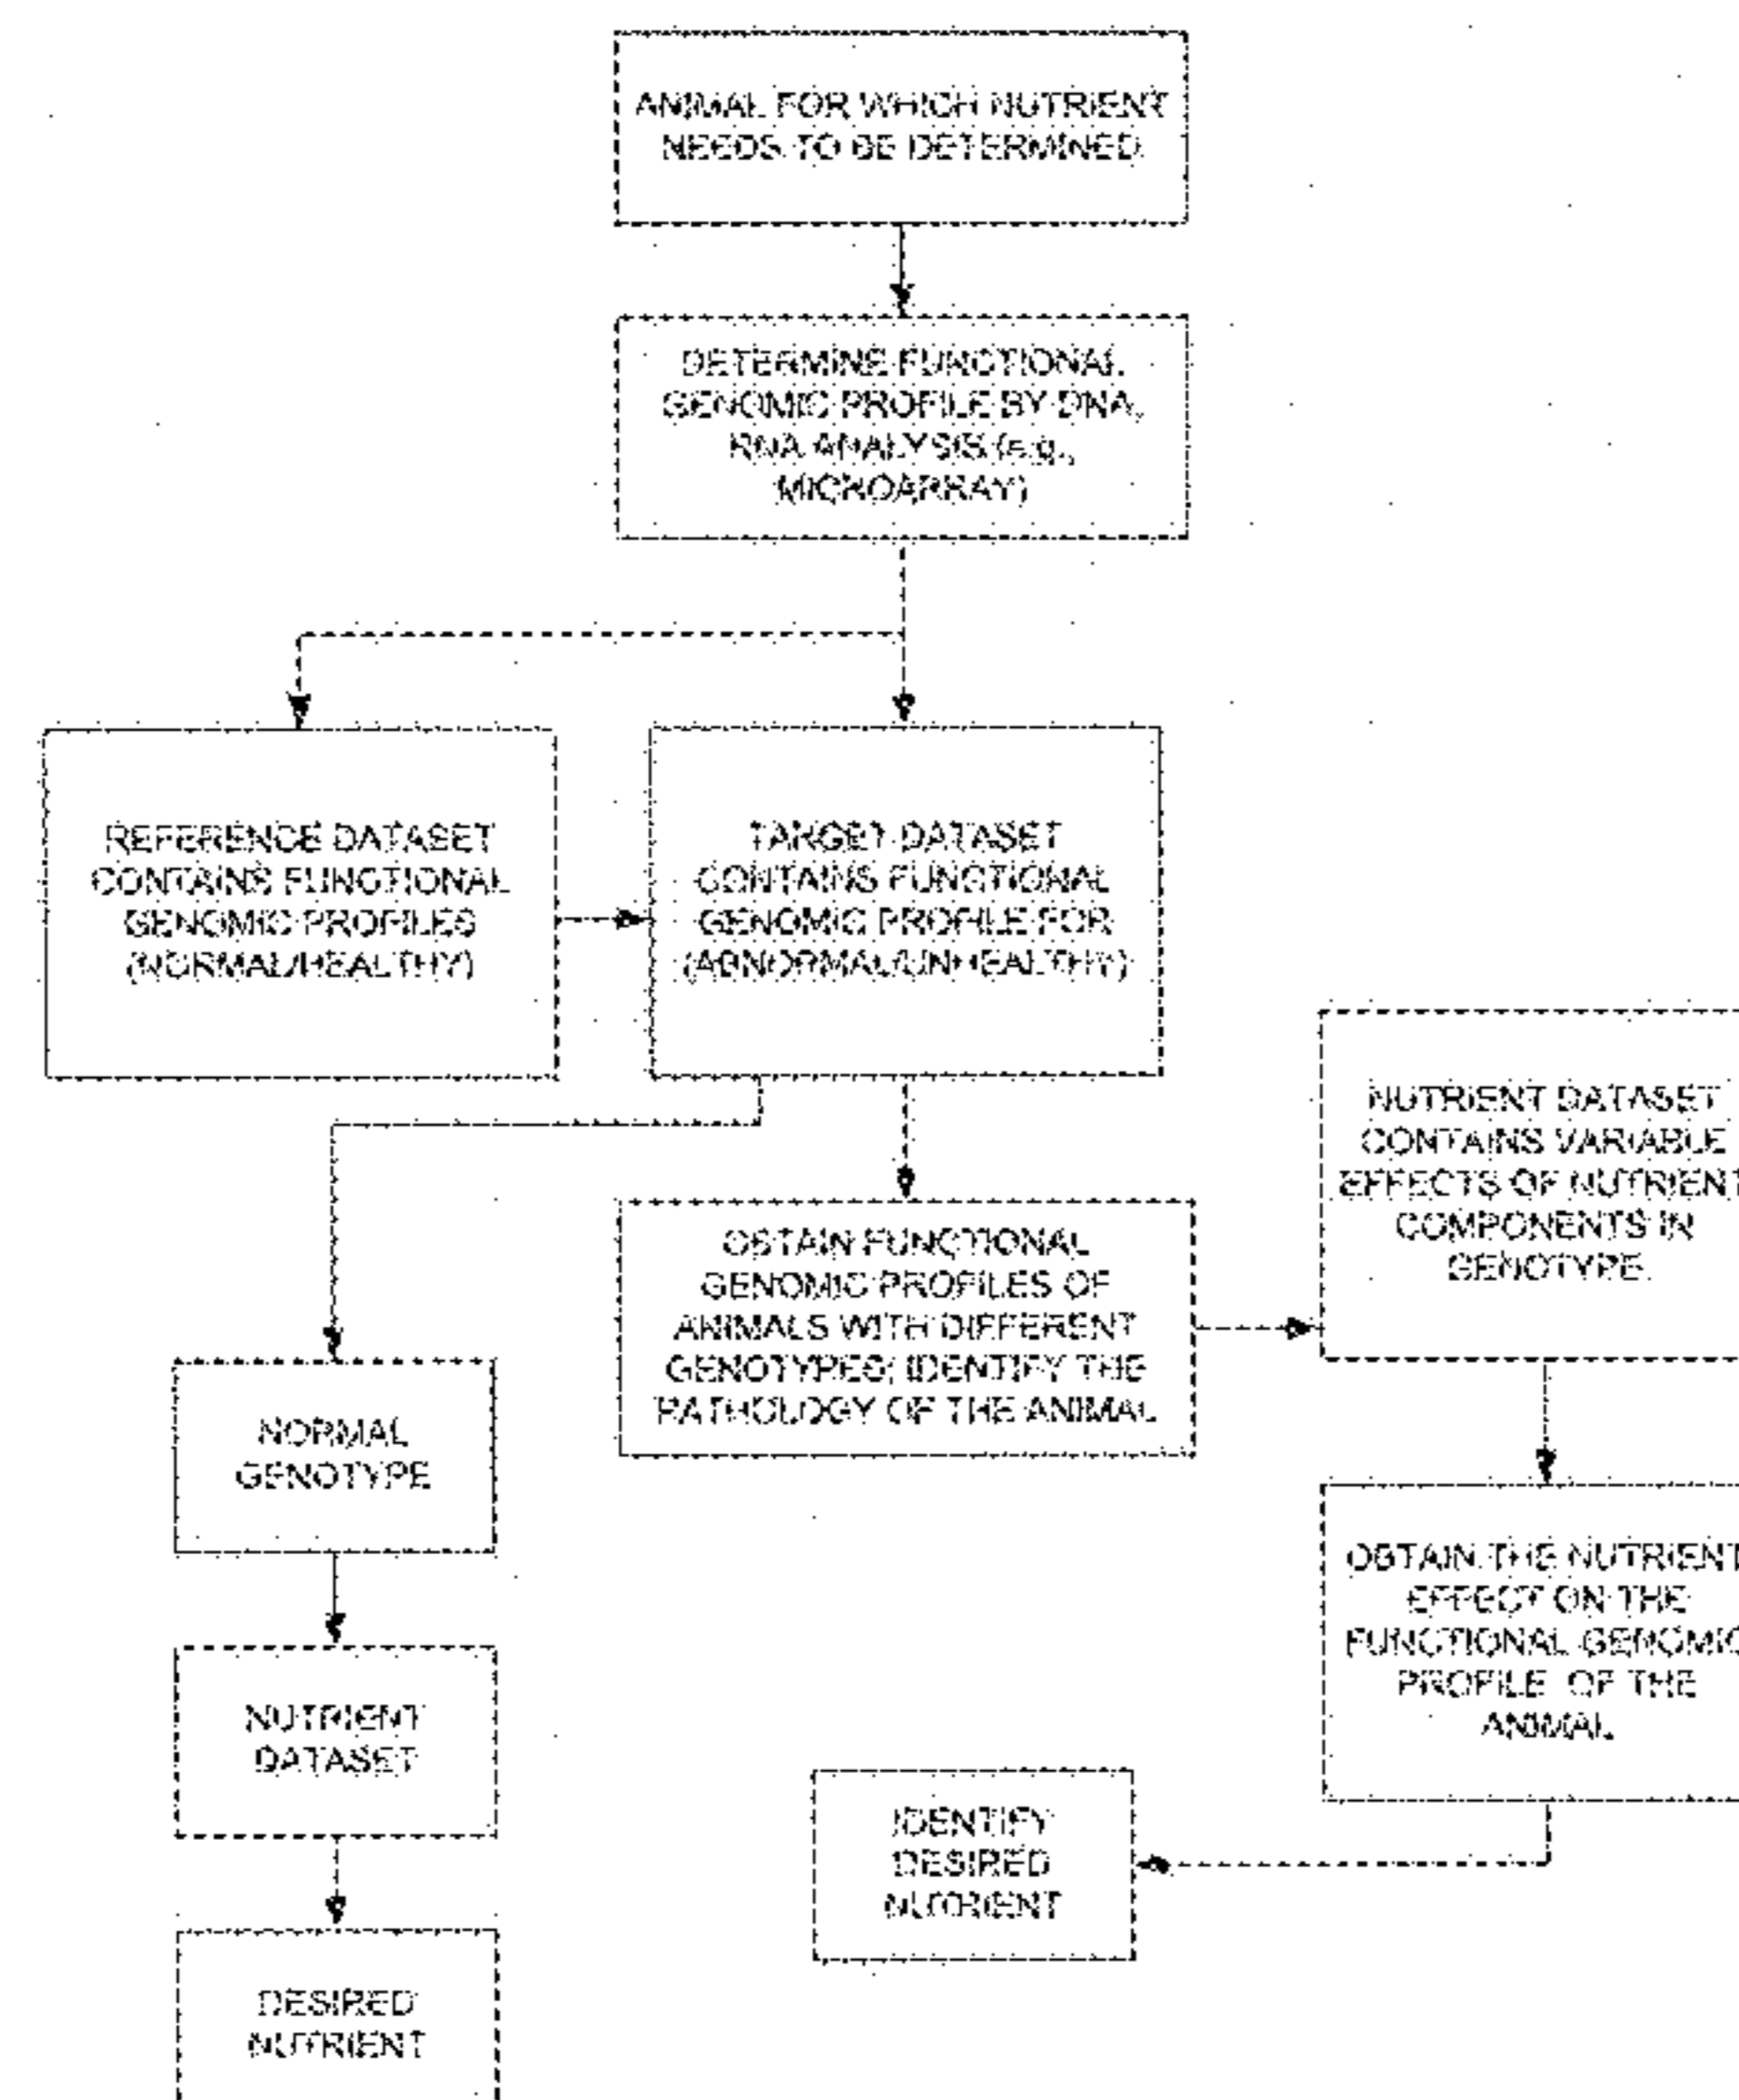 ANIMAL FOR WHICH NUTRIENT
NEEDS TO BE DETERMINED
DETERMINE FUNCTIONAL
GENOMIC PROFILE BY DNA,
RNA ANALYSIS (e.g.,
MICROARRAY)
REFERENCE DATASET
CONTAINS FUNCTIONAL
GENOMIC PROFILES
(NORMAL/HEALTHY)
TARGET DATASET
CONTAINS FUNCTIONAL
GENOMIC PROFILE FOR
(ABNORMAL/UNHEALTHY)
NUTRIENT DATASET
CONTAINS VARIABLE
EFFECTS OF NUTRIENT
COMPONENTS IN
GENOTYPE.
OBTAIN FUNCTIONAL
GENOMIC PROFILES OF
ANIMALS WITH DIFFERENT
GENOTYPES; IDENTIFY THE
PATHOLOGY OF THE ANIMAL
NORMAL
GENOTYPE
OBTAIN THE NUTRIENT
EFFECT ON THE
FUNCTIONAL GENOMIC
PROFILE OF THE
ANIMAL
NUTRIENT
DATASET
IDENTIFY
DESIRED
NUTRIENT
DESIRED
NUTRIENT